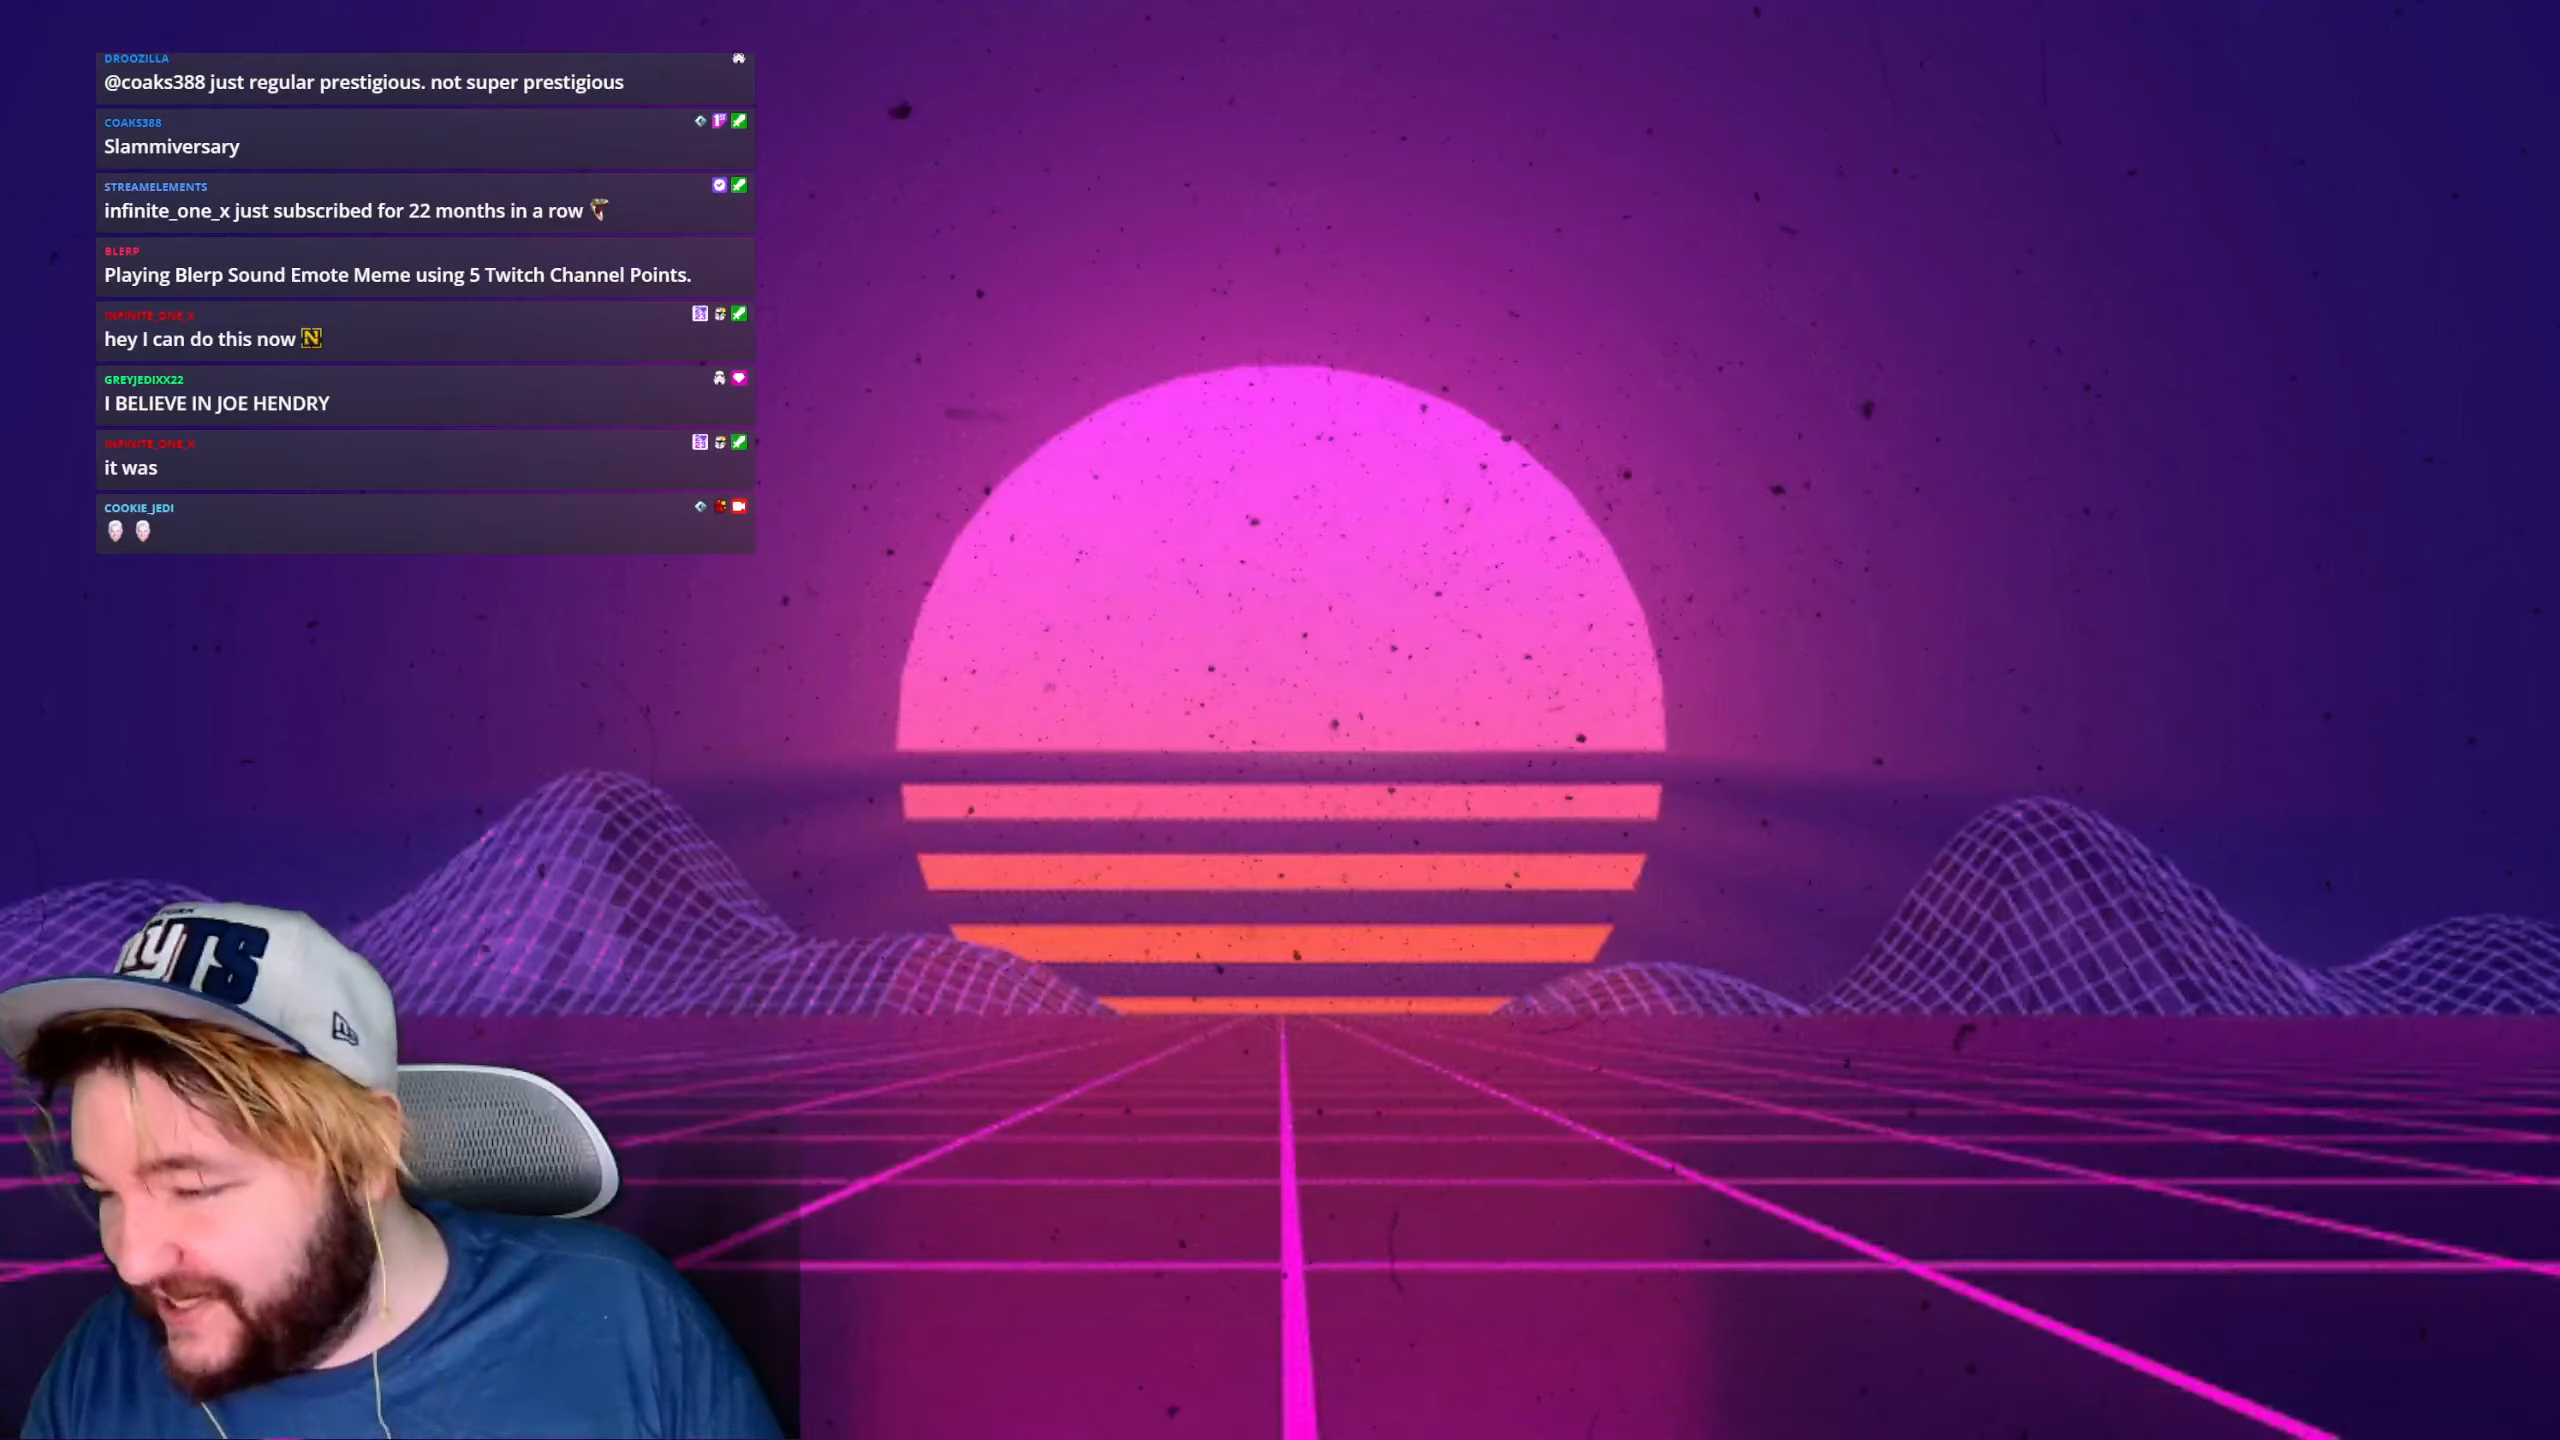 DROOZILLA
@coaks388 just regular prestigious. not super prestigious
COAKS388
Slammiversary
STREAMELEMENTS
infinite_one_x just subscribed for 22 months in a row
BLERP
Playing Blerp Sound Emote Meme using 5 Twitch Channel Points.
INFINITE_ONE_X
hey I can do this now N
GREYJEDIXX22
I BELIEVE IN JOE HENDRY
INFINITE_ONE_X
it was
COOKIE_JEDI